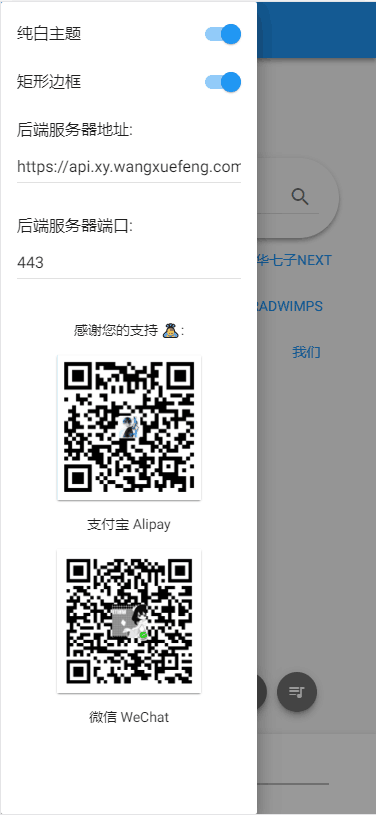 纯白主题
矩形边框
后端服务器地址:
https://api.xy.wangxuefeng.com
后端服务器端口:
443
华七子NEXT
RADWIMPS
我们
感谢您的支持 :
支付宝 Alipay
微信 WeChat